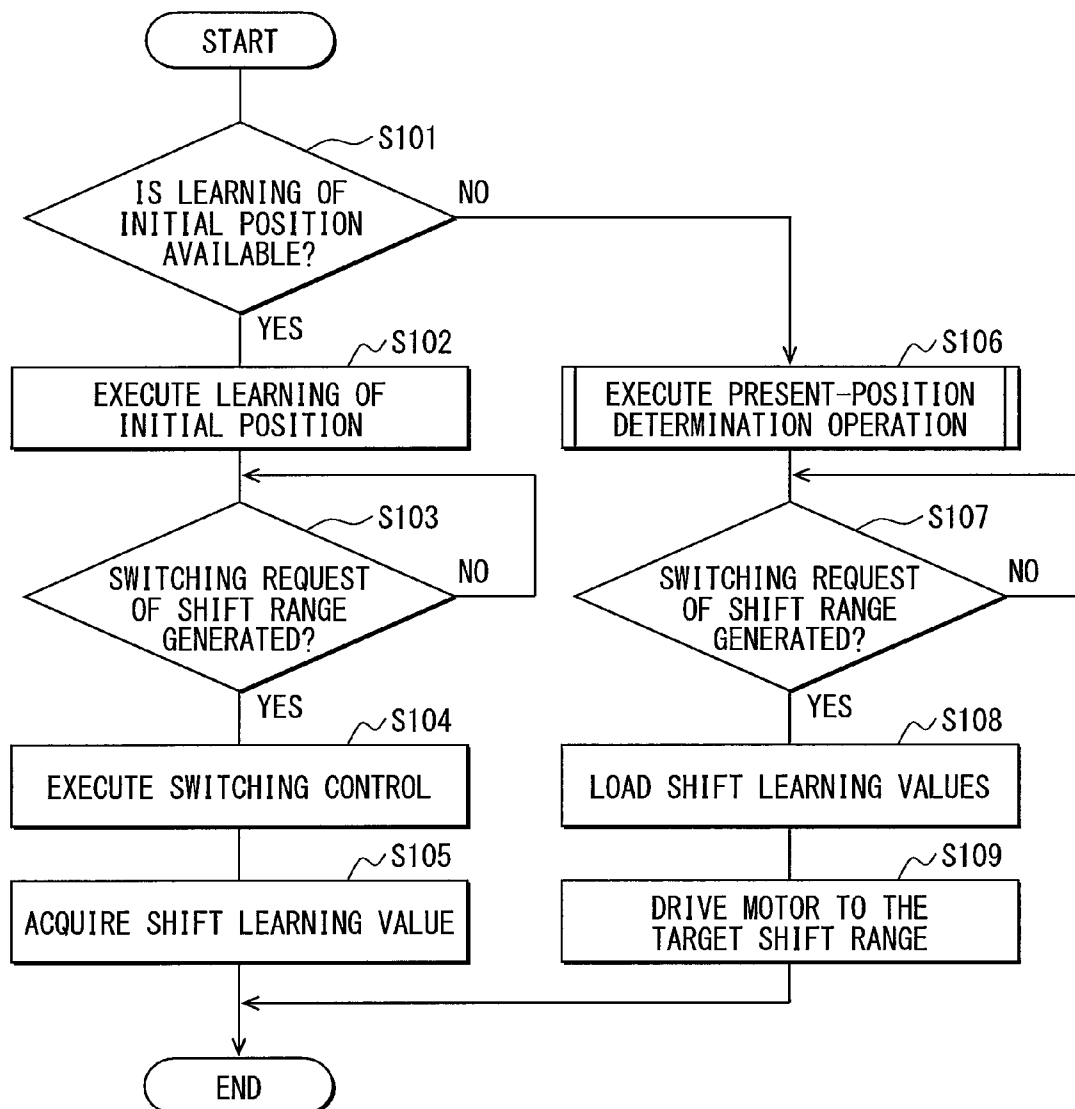 START
S101
IS LEARNING OF
INITIAL POSITION
AVAILABLE?
NO
YES
S102
EXECUTE LEARNING OF
INITIAL POSITION
S103
SWITCHING REQUEST
OF SHIFT RANGE
GENERATED?
NO
YES
S104
EXECUTE SWITCHING CONTROL
S105
ACQUIRE SHIFT LEARNING VALUE
S106
EXECUTE PRESENT-POSITION
DETERMINATION OPERATION
S107
SWITCHING REQUEST
OF SHIFT RANGE
GENERATED?
NO
YES
S108
LOAD SHIFT LEARNING VALUES
S109
DRIVE MOTOR TO THE
TARGET SHIFT RANGE
END